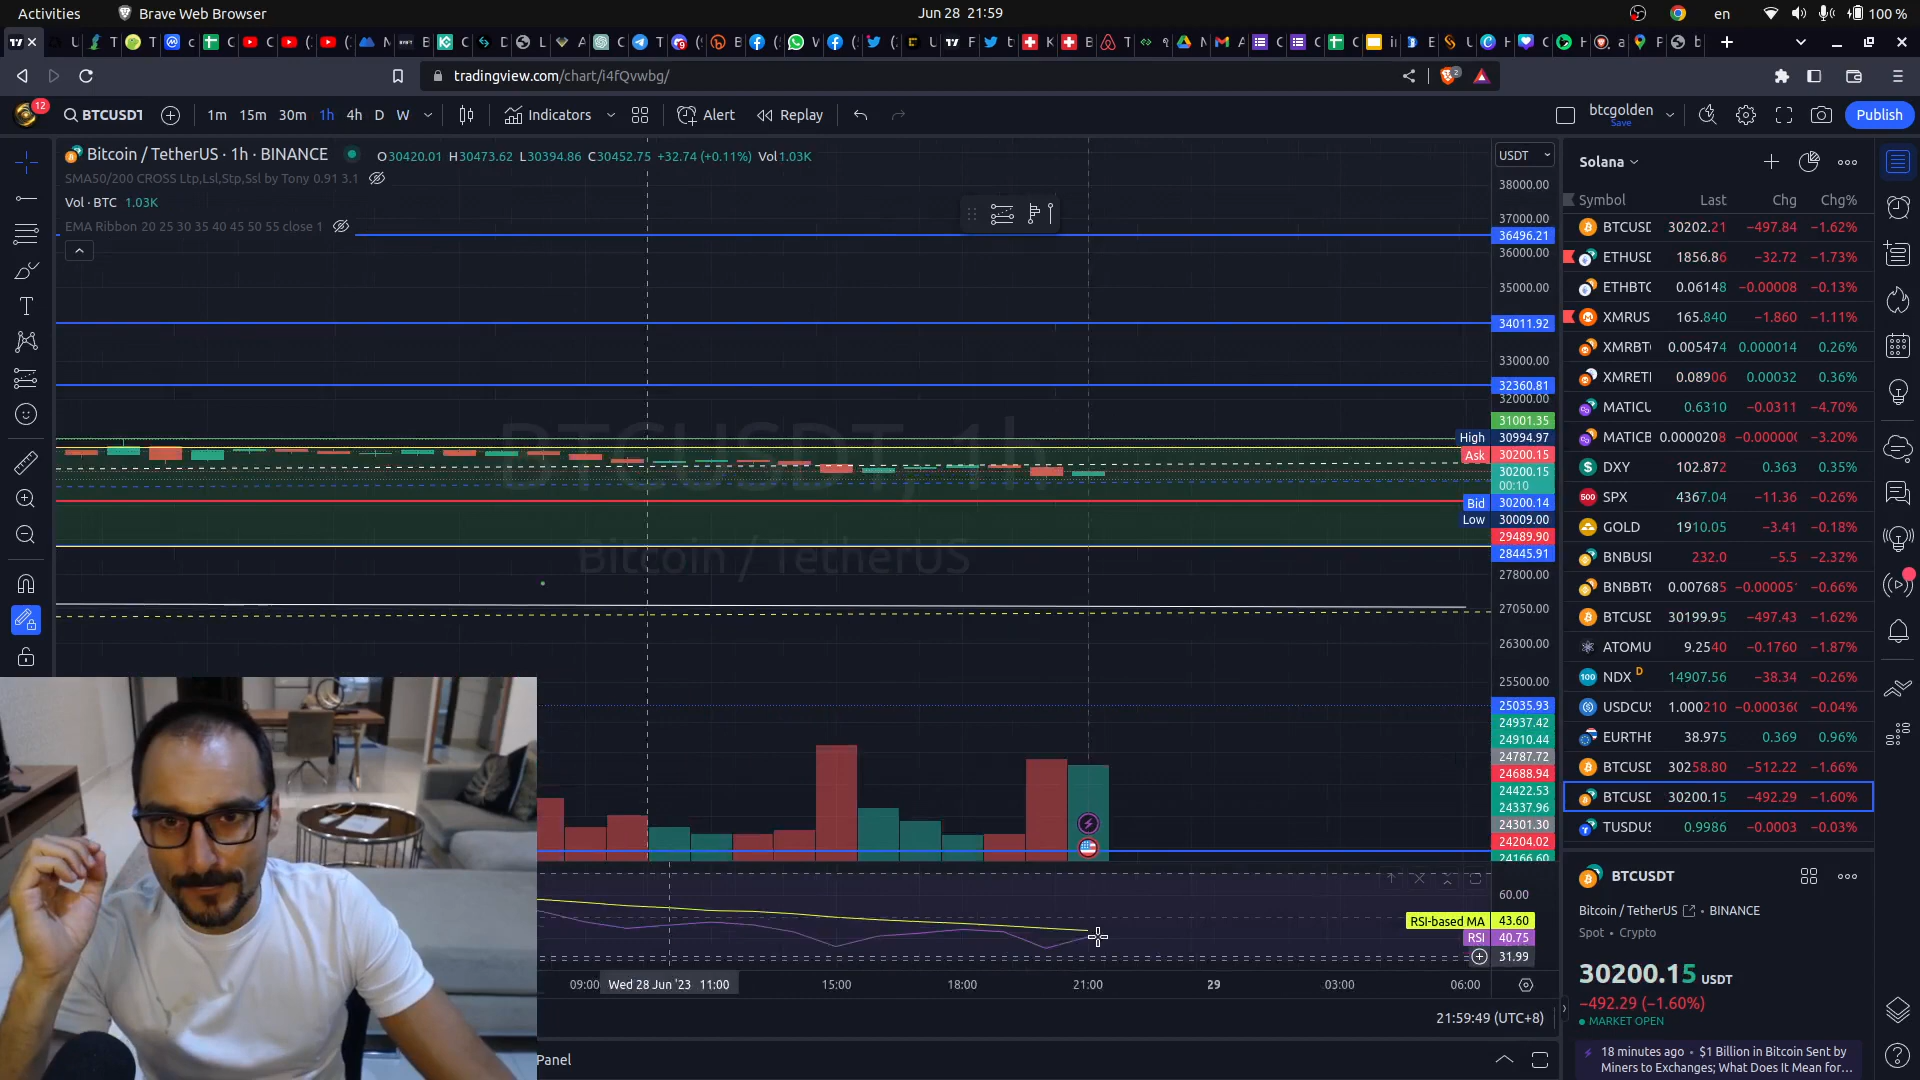 Activities
Brave Web Browser
Jun 28 21:59
en
100 %
tradingview.com/chart/i4fQvwbg/
2
12
BTCUSDT
1m 15m 30m 1h 4h D W
Indicators
Alert
Replay
btcgolden
Save
Publish
Bitcoin / TetherUS · 1h · BINANCE
O30420.01 H30473.62 L30394.86 C30452.75 +32.74 (+0.11%) Vol1.03K
SMA50/200 CROSS Ltp,Lsl,Stp,Ssl by Tony 0.91 3.1
Vol · BTC 1.03K
EMA Ribbon 20 25 30 35 40 45 50 55 close 1
BTCUSDT, 1h
Bitcoin / TetherUS
USDT
38000.00
37000.00
36496.21
36000.00
35000.00
34011.92
33000.00
32360.81
32000.00
31001.35
High 30994.97
Ask 30200.15
30200.15
00:10
Bid 30200.14
Low 30009.00
29489.90
28445.91
27800.00
27050.00
26300.00
25500.00
25035.93
24937.42
24910.44
24787.72
24688.94
24422.53
24337.96
24301.30
24204.02
24166.60
60.00
RSI-based MA 43.60
RSI 40.75
31.99
09:00
Wed 28 Jun '23 11:00
15:00
18:00
21:00
29
03:00
06:00
21:59:49 (UTC+8)
Panel
Solana
Symbol Last Chg Chg%
BTCUSD 30202.21 −497.84 −1.62%
ETHUSD 1856.86 −32.72 −1.73%
ETHBTC 0.06148 −0.00008 −0.13%
XMRUS 165.840 −1.860 −1.11%
XMRBT 0.005474 0.000014 0.26%
XMRET 0.08906 0.00032 0.36%
MATICU 0.6310 −0.0311 −4.70%
MATICB 0.0000208 −0.000000 −3.20%
DXY 102.872 0.363 0.35%
500 SPX 4367.04 −11.36 −0.26%
GOLD 1910.05 −3.41 −0.18%
BNBUSD 232.0 −5.5 −2.32%
BNBBTC 0.007685 −0.00005 −0.66%
BTCUSD 30199.95 −497.43 −1.62%
ATOMU 9.2540 −0.1760 −1.87%
100 NDX D 14907.56 −38.34 −0.26%
USDCUS 1.000210 −0.000360 −0.04%
EURTHB 38.975 0.369 0.96%
BTCUSD 30258.80 −512.22 −1.66%
BTCUSD 30200.15 −492.29 −1.60%
TUSDUS 0.9986 −0.0003 −0.03%
BTCUSDT
Bitcoin / TetherUS • BINANCE
Spot • Crypto
30200.15 USDT
−492.29 (−1.60%)
MARKET OPEN
18 minutes ago • $1 Billion in Bitcoin Sent by
Miners to Exchanges; What Does It Mean for...